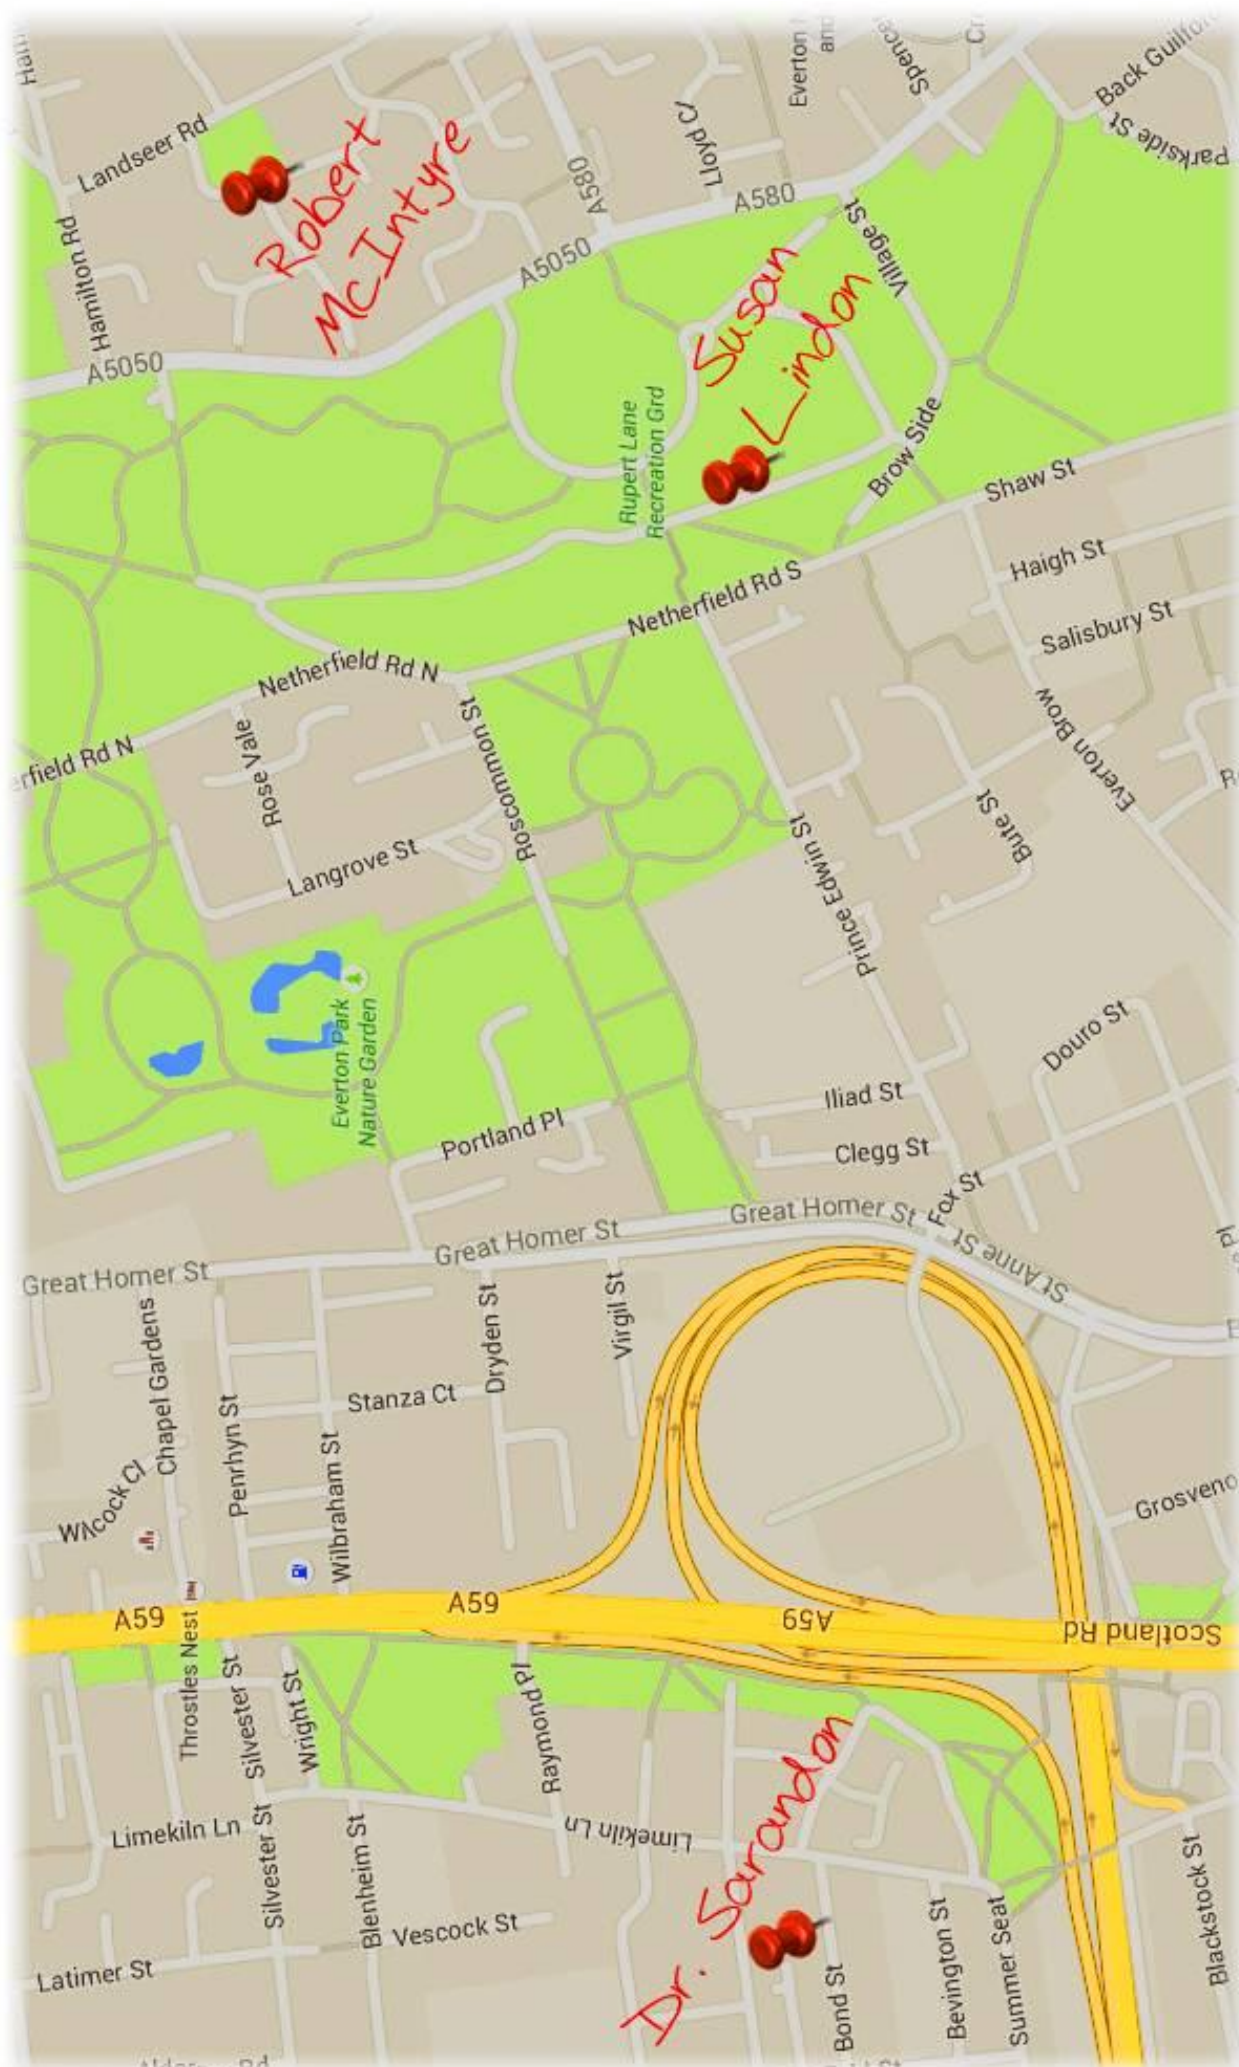 Landseer Rd
Lloyd Cl
Back Guilford
Parkside St
Robert
McIntyre
A580
A580
Hamilton Rd
A5050
A5050
Village St
Susan
Lindon
Rupert Lane
Recreation Grd
Brow Side
Shaw St
Haigh St
Netherfield Rd S
Salisbury St
Netherfield Rd N
erfield Rd N
Rose Vale
Roscommon St
Everton Brow
Langrove St
Bute St
Prince Edwin St
Everton Park
Nature Garden
Douro St
Iliad St
Portland Pl
Clegg St
Fox St
Great Homer St
Great Homer St
Great Homer St
St Anne St
Chapel Gardens
Dryden St
Virgil St
Stanza Ct
Penrhyn St
Wilbraham St
Grosveno
A59
A59
A59
Scotland Rd
Throstles Nest
Silvester St
Wright St
Raymond Pl
Limekiln Ln
Limekiln Ln
Silvester St
Blenheim St
Vescock St
Latimer St
Dr. Sarandon
Bond St
Bevington St
Summer Seat
Blackstock St